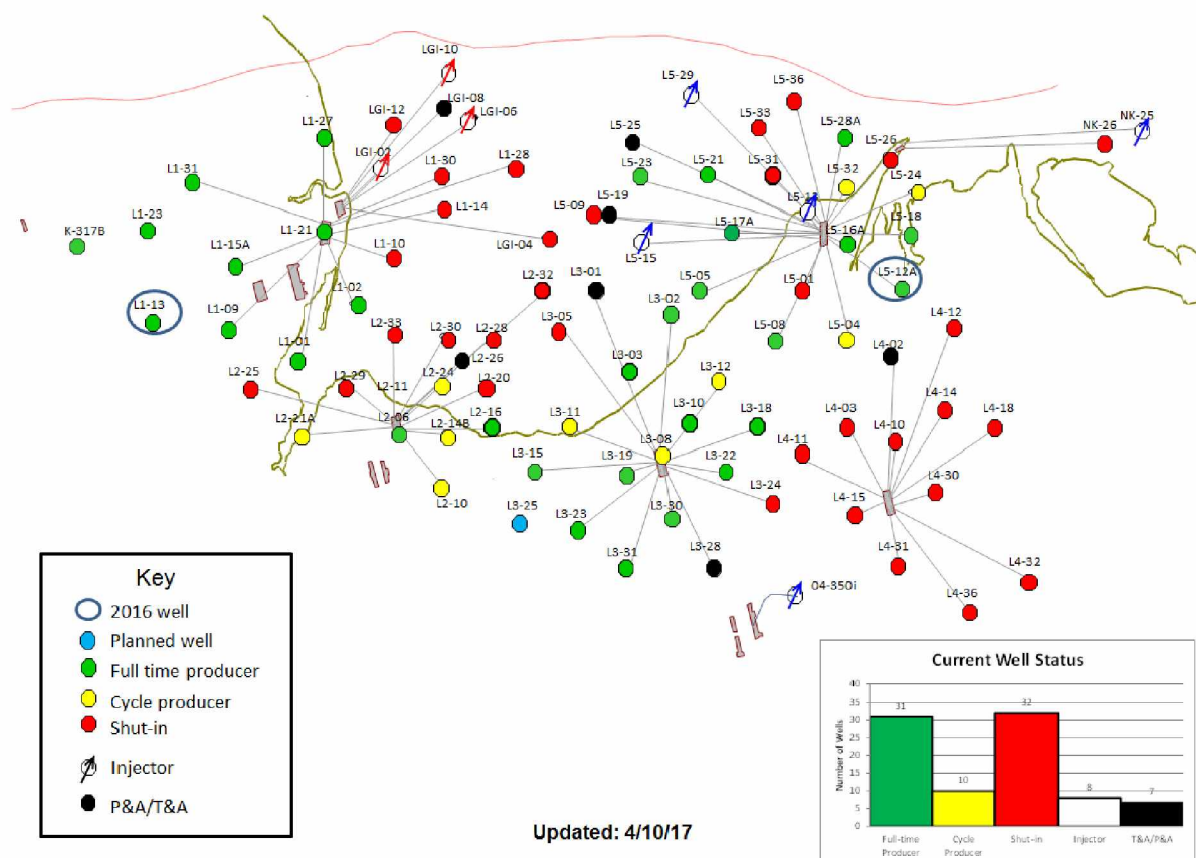 LGI-10
LGI-08
LGI-06
LGI-12
L1-27
LGI-02
L1-30
L1-28
L1-31
L1-14
L1-23
K-317B
L1-21
L1-15A
L1-10
LGI-04
L1-13
L1-09
L1-02
L1-01
L5-29
L5-36
L5-33
L5-28A
L5-26
NK-26
NK-25
L5-25
L5-23
L5-21
L5-31
L5-32
L5-24
L5-19
L5-09
L5-17A
L5-16A
L5-18
L5-15
L5-05
L5-01
L5-12A
L5-08
L5-04
L2-32
L3-01
L3-02
L3-05
L2-33
L2-30
L2-28
L2-26
L2-25
L2-29
L2-11
L2-24
L2-20
L2-21A
L2-06
L2-14B
L2-16
L2-10
L3-03
L3-12
L3-11
L3-10
L3-18
L3-08
L3-15
L3-19
L3-22
L3-24
L3-25
L3-23
L3-30
L3-31
L3-28
L4-12
L4-02
L4-14
L4-03
L4-10
L4-18
L4-11
L4-30
L4-15
L4-31
L4-32
L4-36
04-350i
Key
2016 well
Planned well
Full time producer
Cycle producer
Shut-in
Injector
P&A/T&A
Updated: 4/10/17
Current Well Status
Number of Wells
40
35
30
25
20
15
10
5
0
31
10
32
8
7
Full-time
Producer
Cycle
Producer
Shut-in
Injector
T&A/P&A